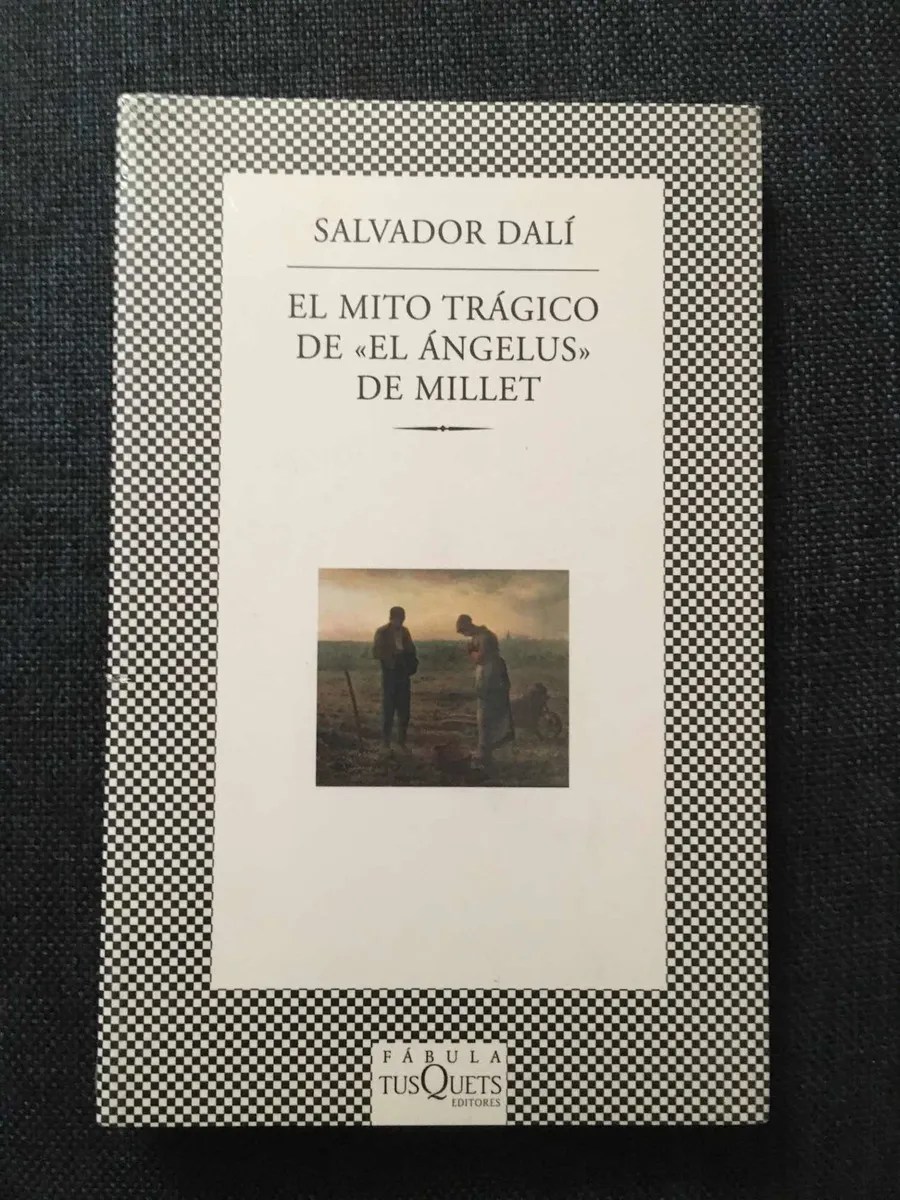 SALVADOR DALÍ
EL MITO TRÁGICO
DE «EL ÁNGELUS»
DE MILLET
FÁBULA
TUSQUETS
EDITORES